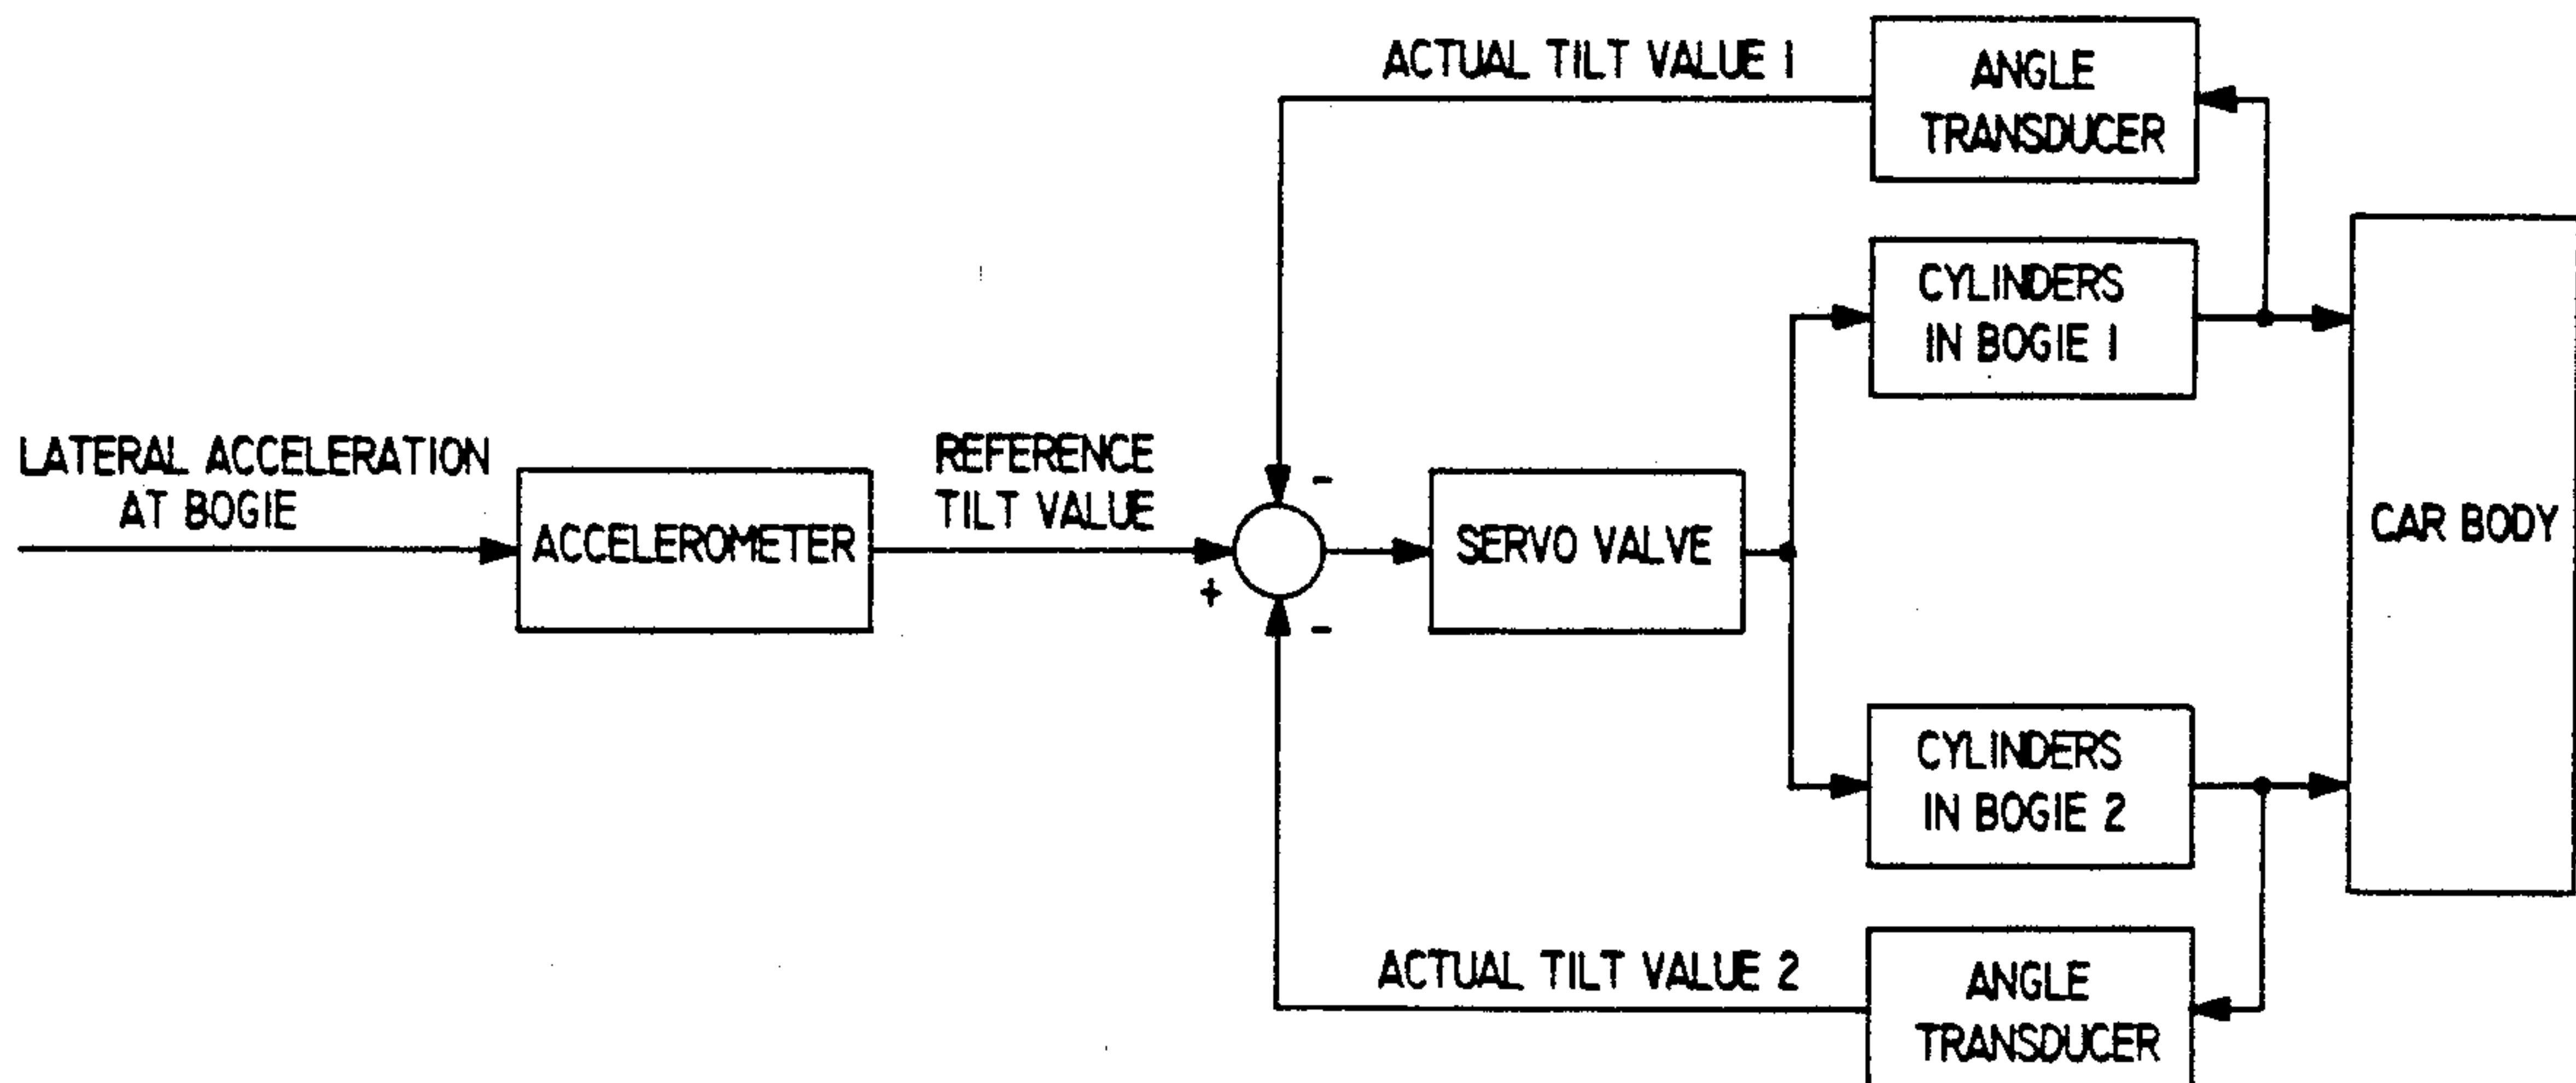 ACTUAL TILT VALUE 1
ANGLE
TRANSDUCER
CYLINDERS
IN BOGIE 1
LATERAL ACCELERATION
AT BOGIE
ACCELEROMETER
REFERENCE
TILT VALUE
-
+
-
SERVO VALVE
CAR BODY
CYLINDERS
IN BOGIE 2
ACTUAL TILT VALUE 2
ANGLE
TRANSDUCER